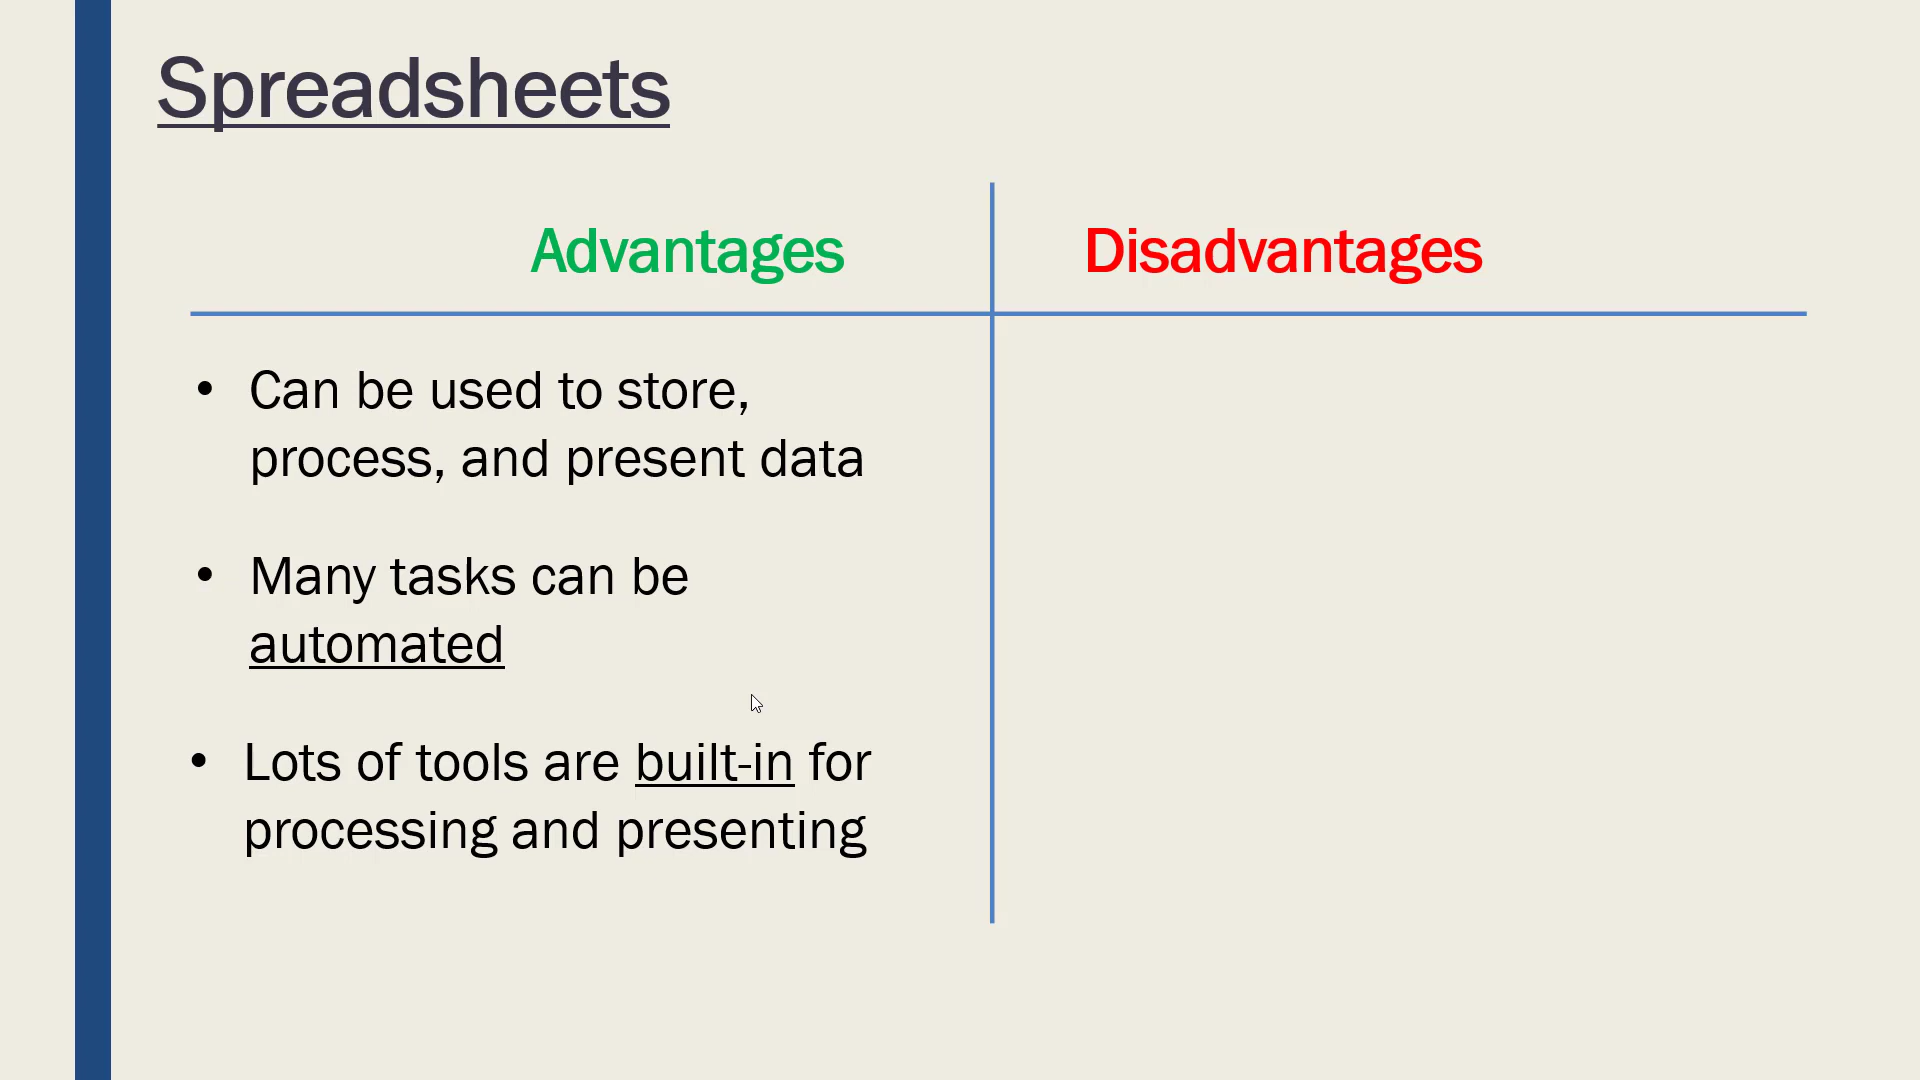 Spreadsheets
Advantages
Disadvantages
• Can be used to store,
process, and present data
• Many tasks can be
automated
• Lots of tools are built-in for
processing and presenting